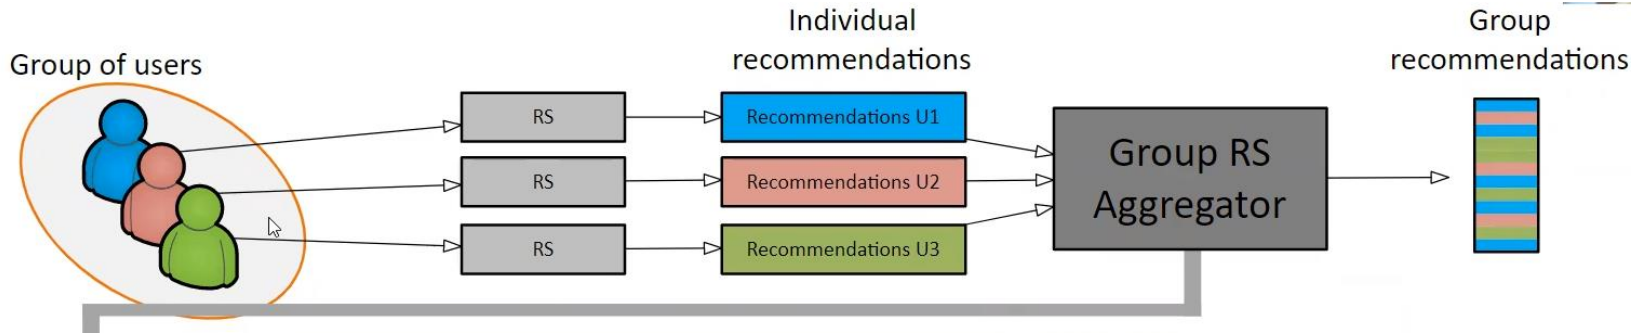 Group of users
RS
RS
RS
Individual
recommendations
Recommendations U1
Recommendations U2
Recommendations U3
Group RS
Aggregator
Group
recommendations